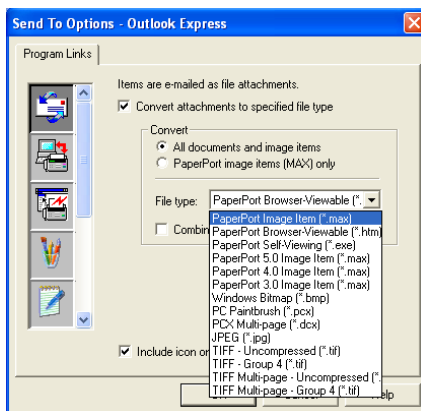 Send To Options - Outlook Express
Program Links
Items are e-mailed as file attachments.
Convert attachments to specified file type
Convert
All documents and image items
PaperPort image items (MAX) only
File type:
PaperPort Browser-Viewable (*.
PaperPort Image Item (*.max)
PaperPort Browser-Viewable (*.htm)
Combin
PaperPort Self-Viewing (*.exe)
PaperPort 5.0 Image Item (*.max)
PaperPort 4.0 Image Item (*.max)
PaperPort 3.0 Image Item (*.max)
Windows Bitmap (*.bmp)
PC Paintbrush (*.pcx)
PCX Multi-page (*.dcx)
JPEG (*.jpg)
Include icon or
TIFF - Uncompressed (*.tif)
TIFF - Group 4 (*.tif)
TIFF Multi-page - Uncompressed (*.
TIFF Multi-page - Group 4 (*.tif)
Help